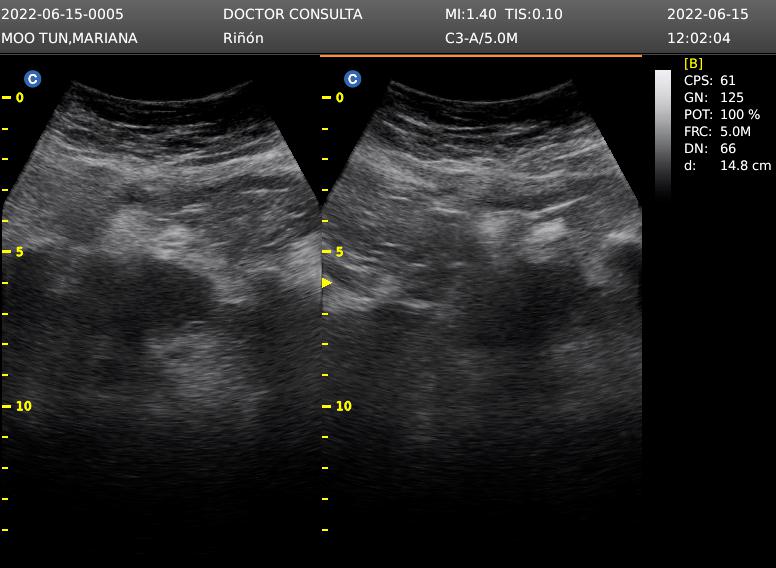 2022-06-15-0005 DOCTOR CONSULTA MI:1.40 TIS:0.10 2022-06-15
MOO TUN,MARIANA Riñón C3-A/5.0M 12:02:04
[B]
CPS: 61
GN: 125
POT: 100 %
FRC: 5.0M
DN: 66
d: 14.8 cm
C C
0 0
5 5
10 10